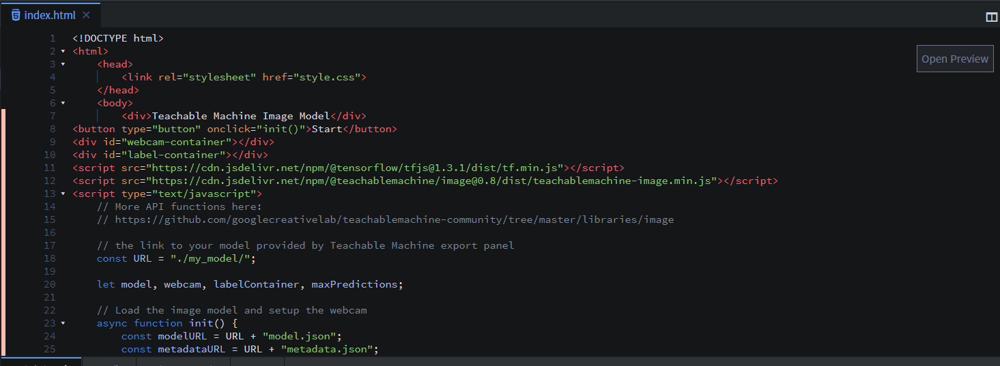 index.html
Open Preview
1 <!DOCTYPE html>
2 <html>
3 <head>
4 <link rel="stylesheet" href="style.css">
5 </head>
6 <body>
7 <div>Teachable Machine Image Model</div>
8 <button type="button" onclick="init()">Start</button>
9 <div id="webcam-container"></div>
10 <div id="label-container"></div>
11 <script src="https://cdn.jsdelivr.net/npm/@tensorflow/tfjs@1.3.1/dist/tf.min.js"></script>
12 <script src="https://cdn.jsdelivr.net/npm/@teachablemachine/image@0.8/dist/teachablemachine-image.min.js"></script>
13 <script type="text/javascript">
14 // More API functions here:
15 // https://github.com/googlecreativelab/teachablemachine-community/tree/master/libraries/image
16
17 // the link to your model provided by Teachable Machine export panel
18 const URL = "./my_model/";
19
20 let model, webcam, labelContainer, maxPredictions;
21
22 // Load the image model and setup the webcam
23 async function init() {
24 const modelURL = URL + "model.json";
25 const metadataURL = URL + "metadata.json";